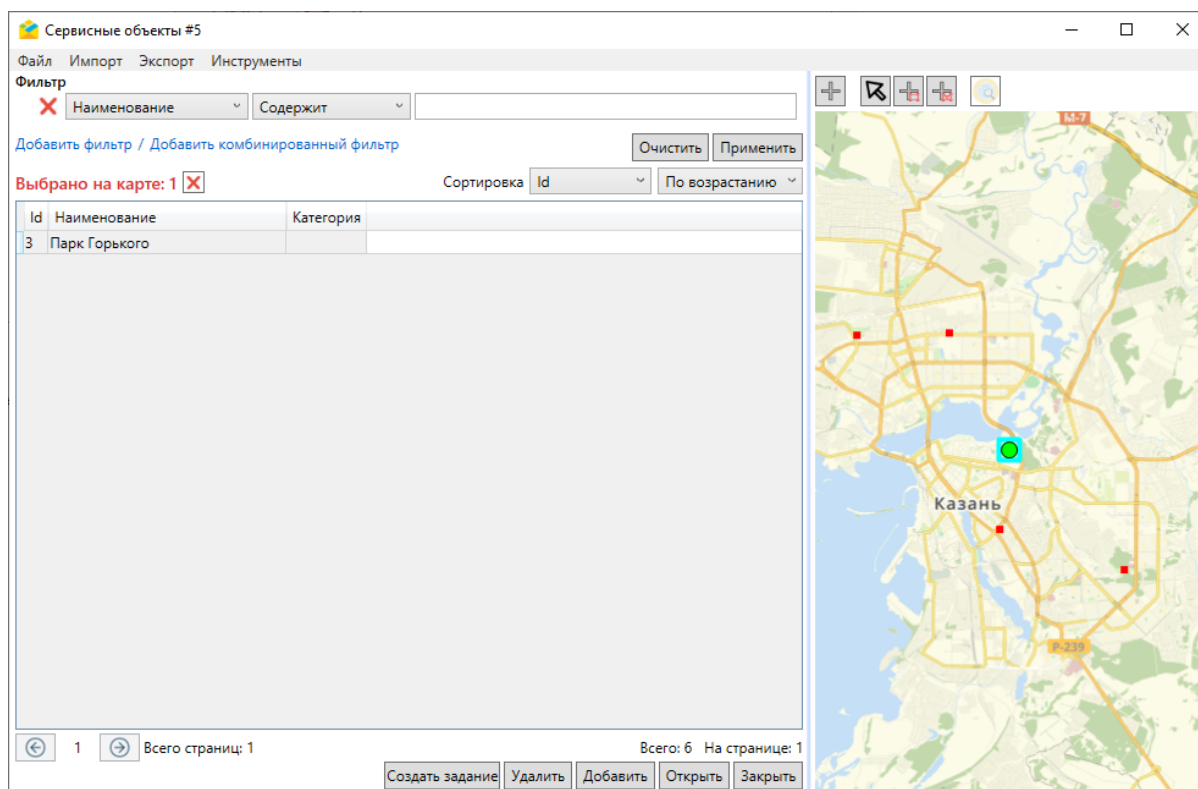 Сервисные объекты #5
Файл Импорт Экспорт Инструменты
Фильтр
Наименование Содержит
Добавить фильтр / Добавить комбинированный фильтр
Очистить Применить
Выбрано на карте: 1
Сортировка Id По возрастанию
Id Наименование Категория
3 Парк Горького
1 Всего страниц: 1
Всего: 6 На странице: 1
Создать задание Удалить Добавить Открыть Закрыть
М-7
Казань
Р-239